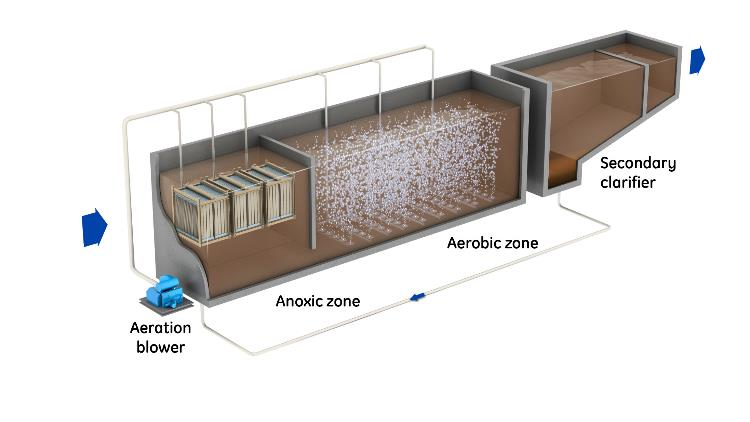 Secondary
clarifier
Aerobic zone
Anoxic zone
Aeration
blower